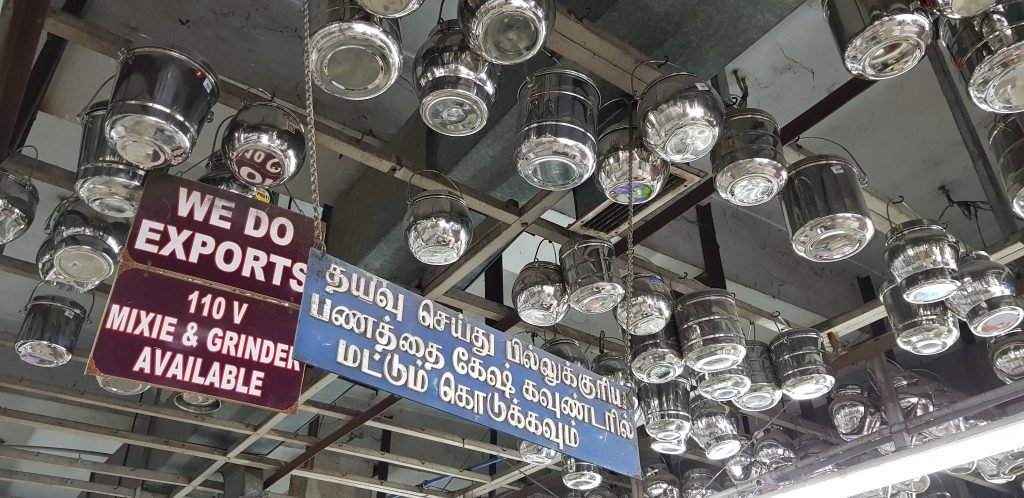 WE DO
EXPORTS
110 V
MIXIE & GRINDER
AVAILABLE
தயவு செய்து பில்லுக்குரிய
பணத்தை கேஷ் கவுண்டரில்
மட்டும் கொடுக்கவும்